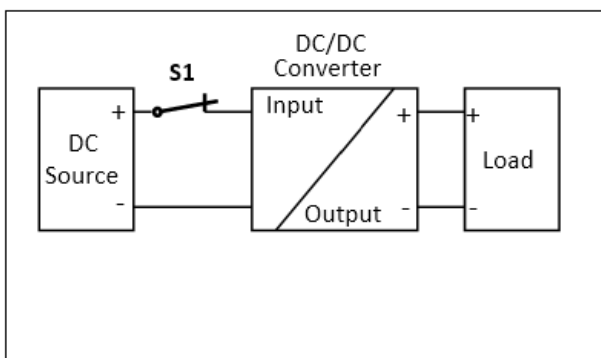 DC/DC
Converter
S1
+
Input
+
+
DC
Source
Load
-
Output
-
-